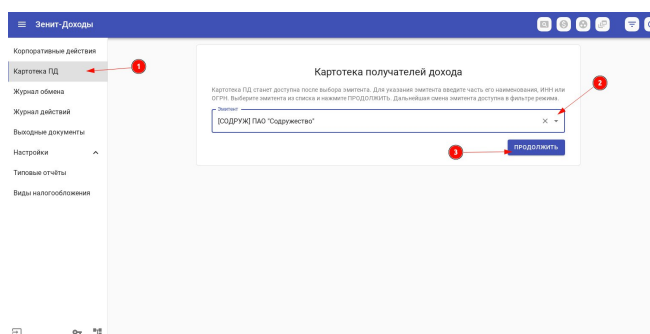 Зенит-Доходы
Корпоративные действия
Картотека ПД
Журнал обмена
Журнал действий
Выходные документы
Настройки
Типовые отчёты
Виды налогообложения
1
Картотека получателей дохода
Картотека ПД станет доступна после выбора эмитента. Для указания эмитента введите часть его наименования, ИНН или
ОГРН. Выберите эмитента из списка и нажмите ПРОДОЛЖИТЬ. Дальнейшая смена эмитента доступна в фильтре режима.
2
Эмитент
[СОДРУЖ] ПАО "Содружество"
3
ПРОДОЛЖИТЬ